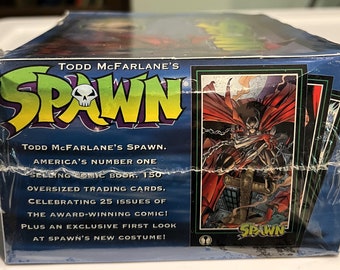 Todd McFarlane's
SPAWN
Todd McFarlane's Spawn.
America's number one
selling comic book. 150
oversized trading cards.
Celebrating 25 issues of
the award-winning comic!
Plus an exclusive first look
at spawn's new costume!
SPAWN